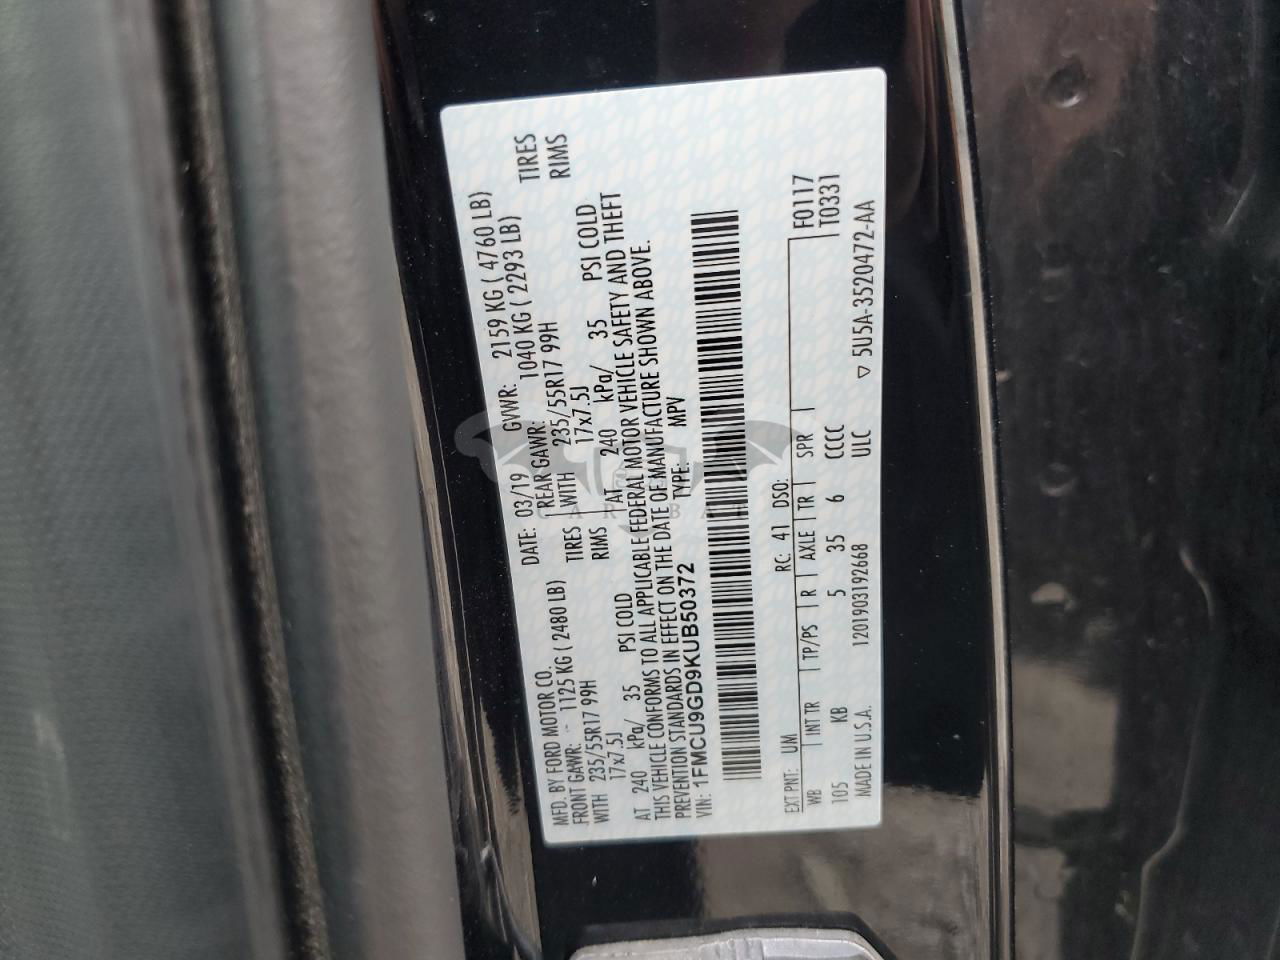 MFD. BY FORD MOTOR CO.
DATE: 03/19 GVWR: 2159 KG ( 4760 LB)
FRONT GAWR: 1125 KG ( 2480 LB) REAR GAWR: 1040 KG ( 2293 LB)
WITH 235/55R17 99H TIRES WITH 235/55R17 99H TIRES
17x7.5J RIMS 17x7.5J RIMS
AT 240 kPa/ 35 PSI COLD AT 240 kPa/ 35 PSI COLD
THIS VEHICLE CONFORMS TO ALL APPLICABLE FEDERAL MOTOR VEHICLE SAFETY AND THEFT
PREVENTION STANDARDS IN EFFECT ON THE DATE OF MANUFACTURE SHOWN ABOVE.
VIN: 1FMCU9GD9KUB50372 TYPE: MPV
F0117
EXT PNT: UM RC: 41 DSO: T0331
WB INT TR TP/PS R AXLE TR SPR
105 KB 5 35 6 CCCC
MADE IN U.S.A. 1201903192668 ULC ▽ 5U5A-3520472-AA
CAR BAT